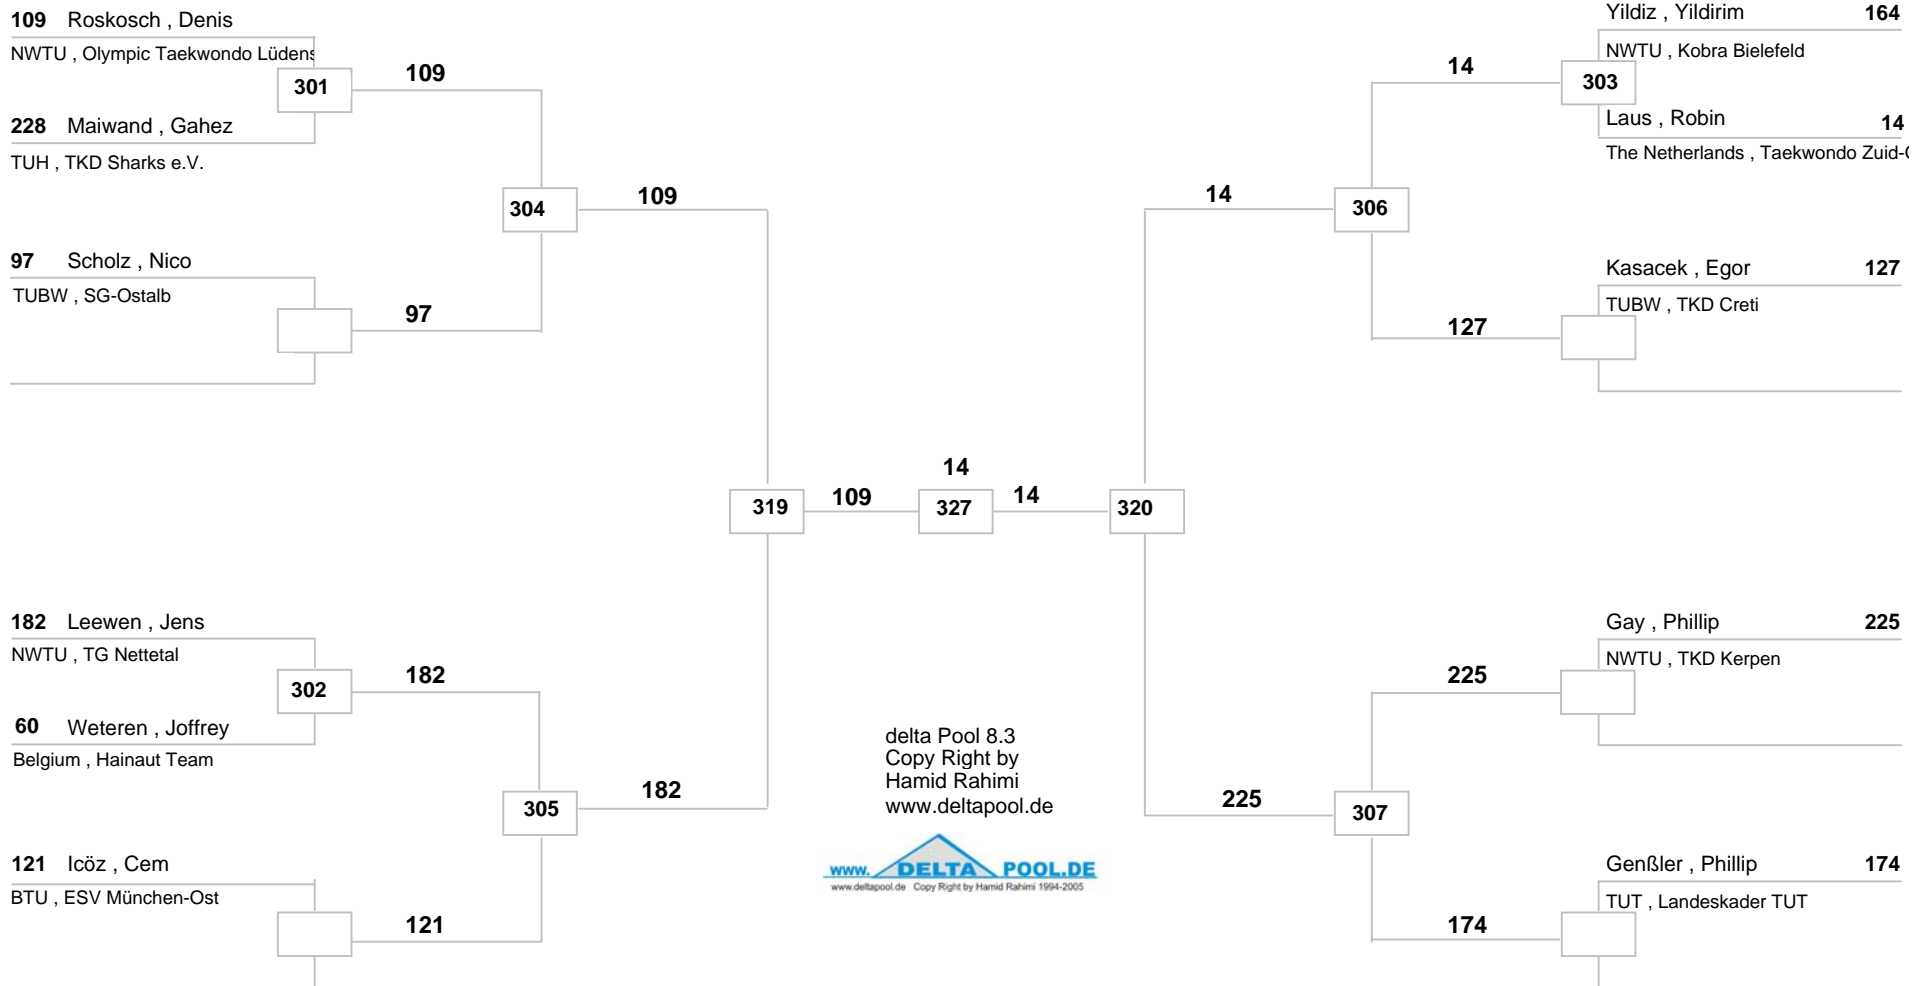 109 Roskosch , Denis
NWTU , Olympic Taekwondo Lüdens
301
109
228 Maiwand , Gahez
TUH , TKD Sharks e.V.
304
109
97 Scholz , Nico
TUBW , SG-Ostalb
97
319
109
14
327
14
320
182 Leewen , Jens
NWTU , TG Nettetal
302
182
60 Weteren , Joffrey
Belgium , Hainaut Team
305
182
121 Icöz , Cem
BTU , ESV München-Ost
121
Yildiz , Yildirim 164
NWTU , Kobra Bielefeld
14
303
Laus , Robin 14
The Netherlands , Taekwondo Zuid-
14
306
Kasacek , Egor 127
TUBW , TKD Creti
127
Gay , Phillip 225
NWTU , TKD Kerpen
225
225
307
Genßler , Phillip 174
TUT , Landeskader TUT
174
delta Pool 8.3
Copy Right by
Hamid Rahimi
www.deltapool.de
www. DELTA POOL.DE
www.deltapool.de Copy Right by Hamid Rahimi 1994-2005